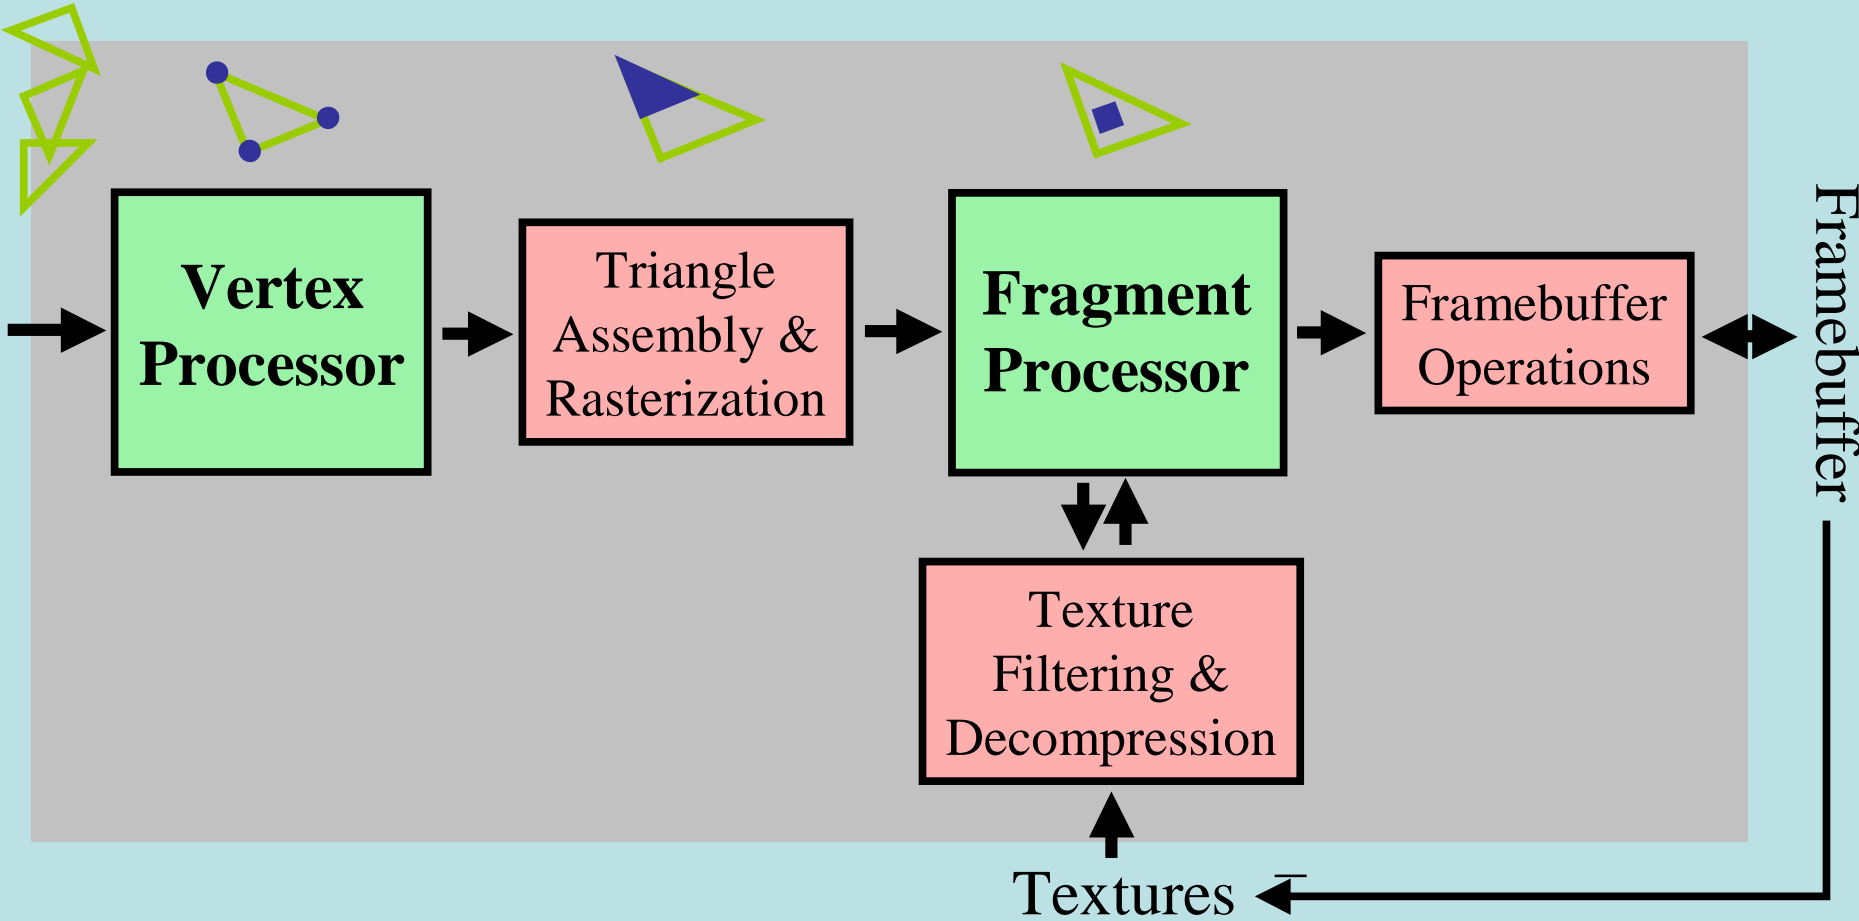 Vertex
Processor
Triangle
Assembly &
Rasterization
Fragment
Processor
Framebuffer
Operations
Framebuffer
Texture
Filtering &
Decompression
Textures